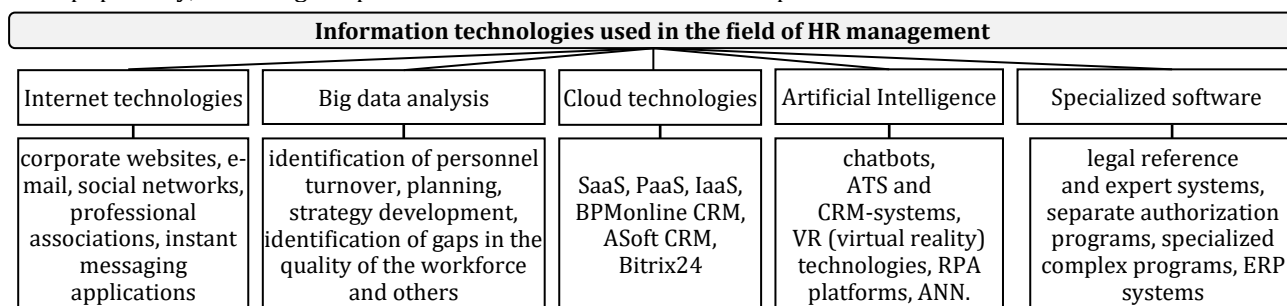 Information technologies used in the field of HR management
Internet technologies
Big data analysis
Cloud technologies
Artificial Intelligence
Specialized software
corporate websites, e-
mail, social networks,
professional
associations, instant
messaging
applications
identification of personnel
turnover, planning,
strategy development,
identification of gaps in the
quality of the workforce
and others
SaaS, PaaS, IaaS,
BPMonline CRM,
ASoft CRM,
Bitrix24
chatbots,
ATS and
CRM-systems,
VR (virtual reality)
technologies, RPA
platforms, ANN.
legal reference
and expert systems,
separate authorization
programs, specialized
complex programs, ERP
systems